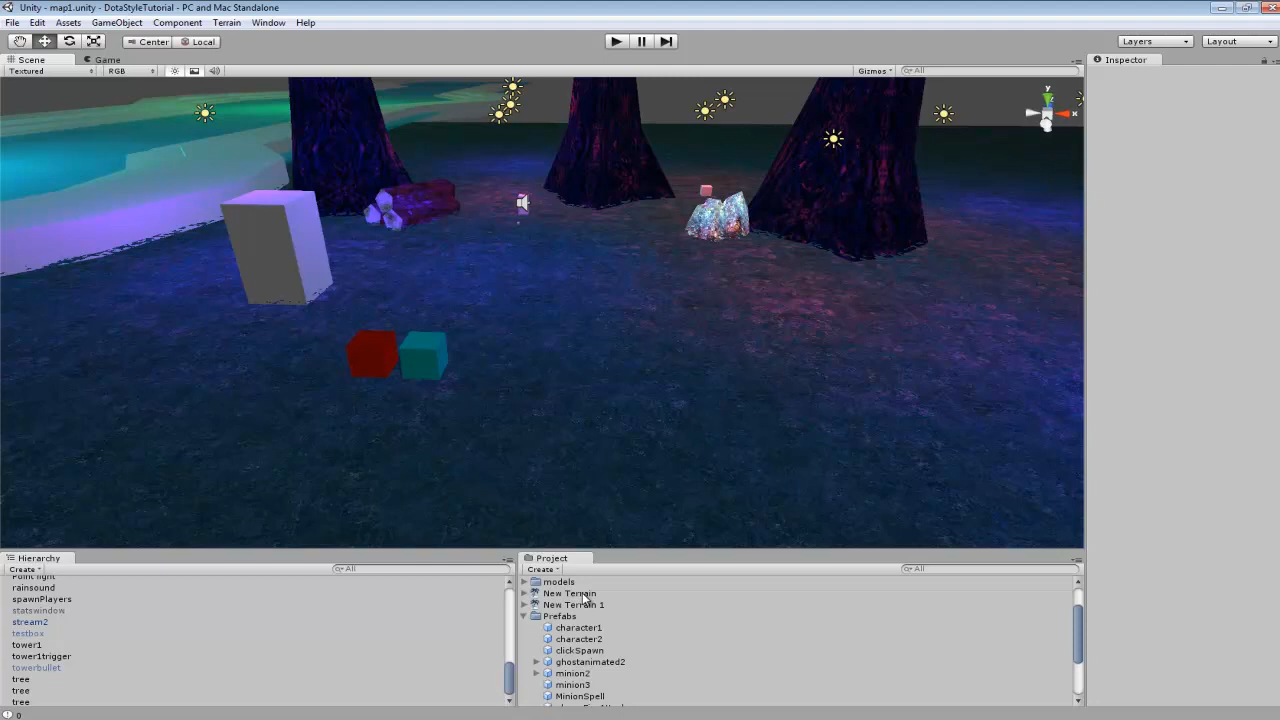 Unity - map1.unity - DotaStyleTutorial - PC and Mac Standalone
File Edit Assets GameObject Component Terrain Window Help
Center Local Layers Layout
Scene Game Inspector
Textured RGB Gizmos All
y
x
Hierarchy Project
Create All Create All
Point light
rainsound
spawnPlayers
statswindow
stream2
testbox
tower1
tower1trigger
towerbullet
tree
tree
tree
models
New Terrain
New Terrain 1
Prefabs
character1
character2
clickSpawn
ghostanimated2
minion2
minion3
MinionSpell
0